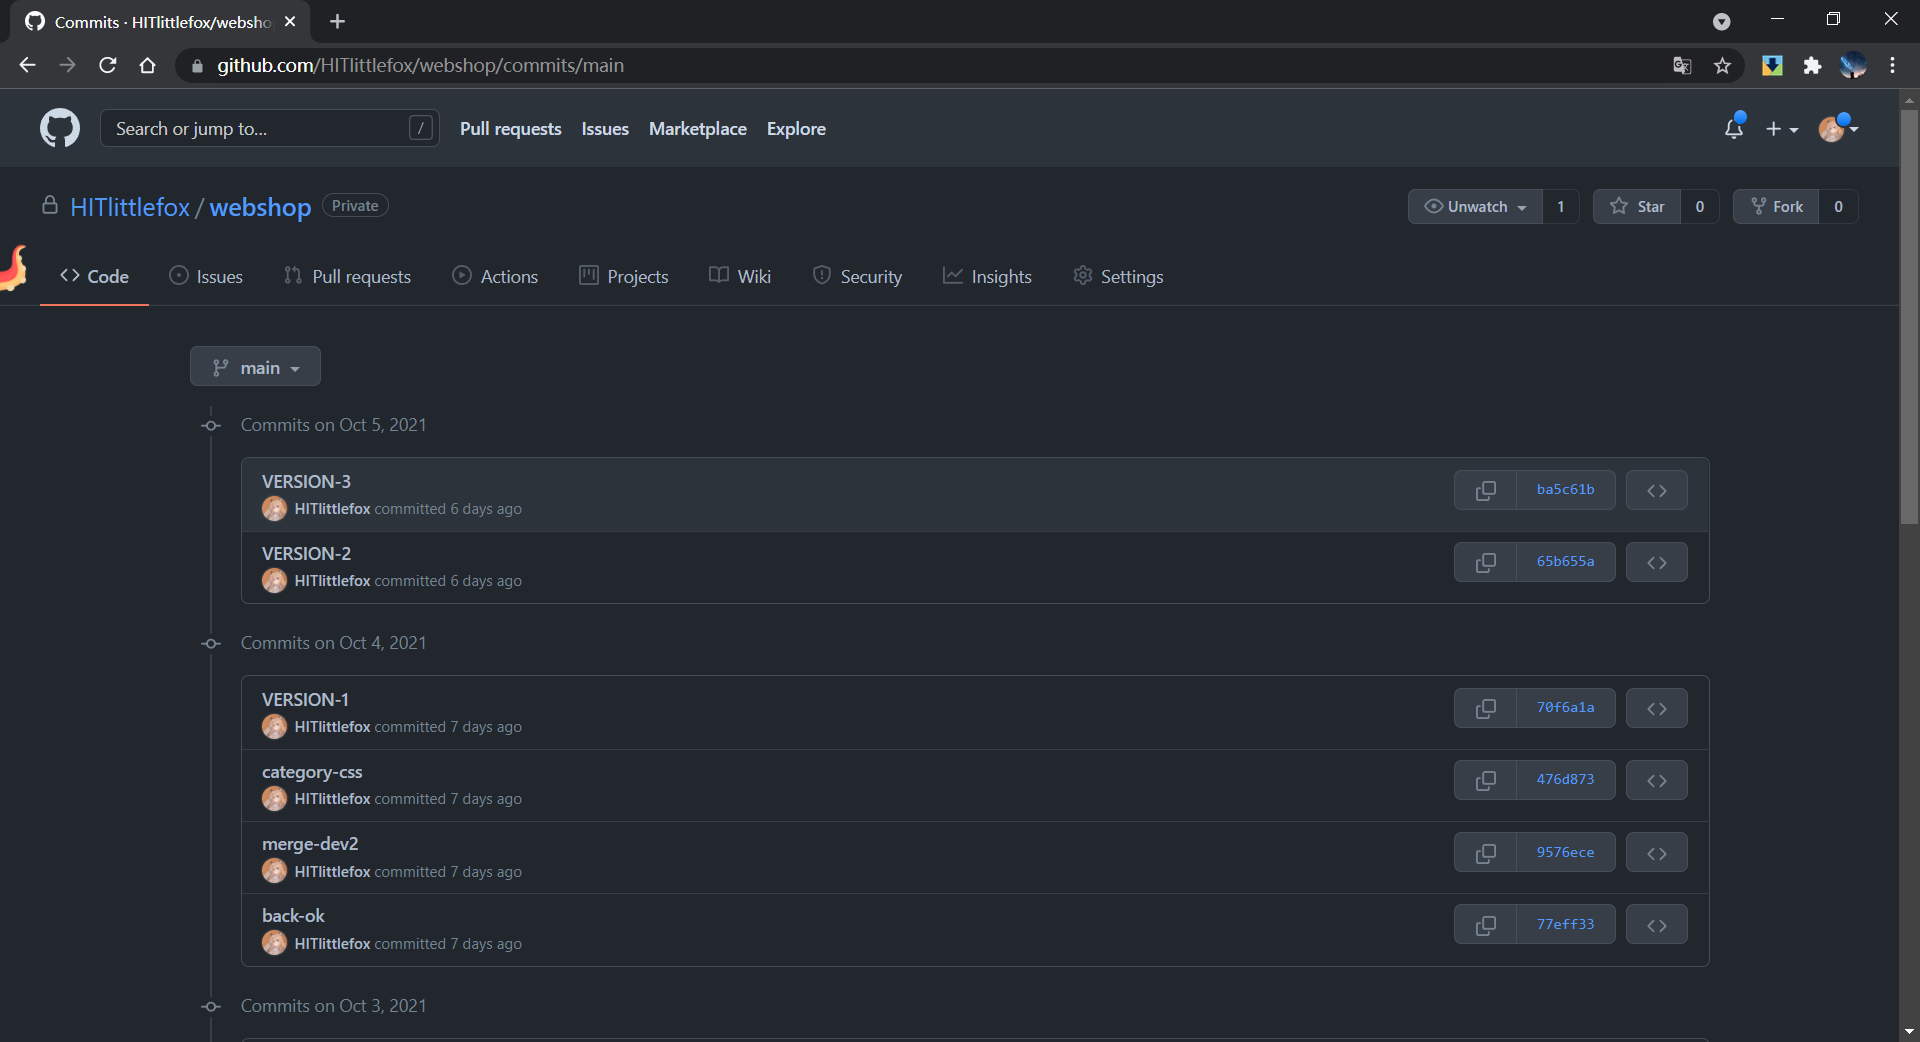 Commits · HITlittlefox/websho
github.com/HITlittlefox/webshop/commits/main
Search or jump to... / Pull requests Issues Marketplace Explore
HITlittlefox / webshop Private Unwatch 1 Star 0 Fork 0
Code Issues Pull requests Actions Projects Wiki Security Insights Settings
main
Commits on Oct 5, 2021
VERSION-3
HITlittlefox committed 6 days ago
ba5c61b
VERSION-2
HITlittlefox committed 6 days ago
65b655a
Commits on Oct 4, 2021
VERSION-1
HITlittlefox committed 7 days ago
70f6a1a
category-css
HITlittlefox committed 7 days ago
476d873
merge-dev2
HITlittlefox committed 7 days ago
9576ece
back-ok
HITlittlefox committed 7 days ago
77eff33
Commits on Oct 3, 2021